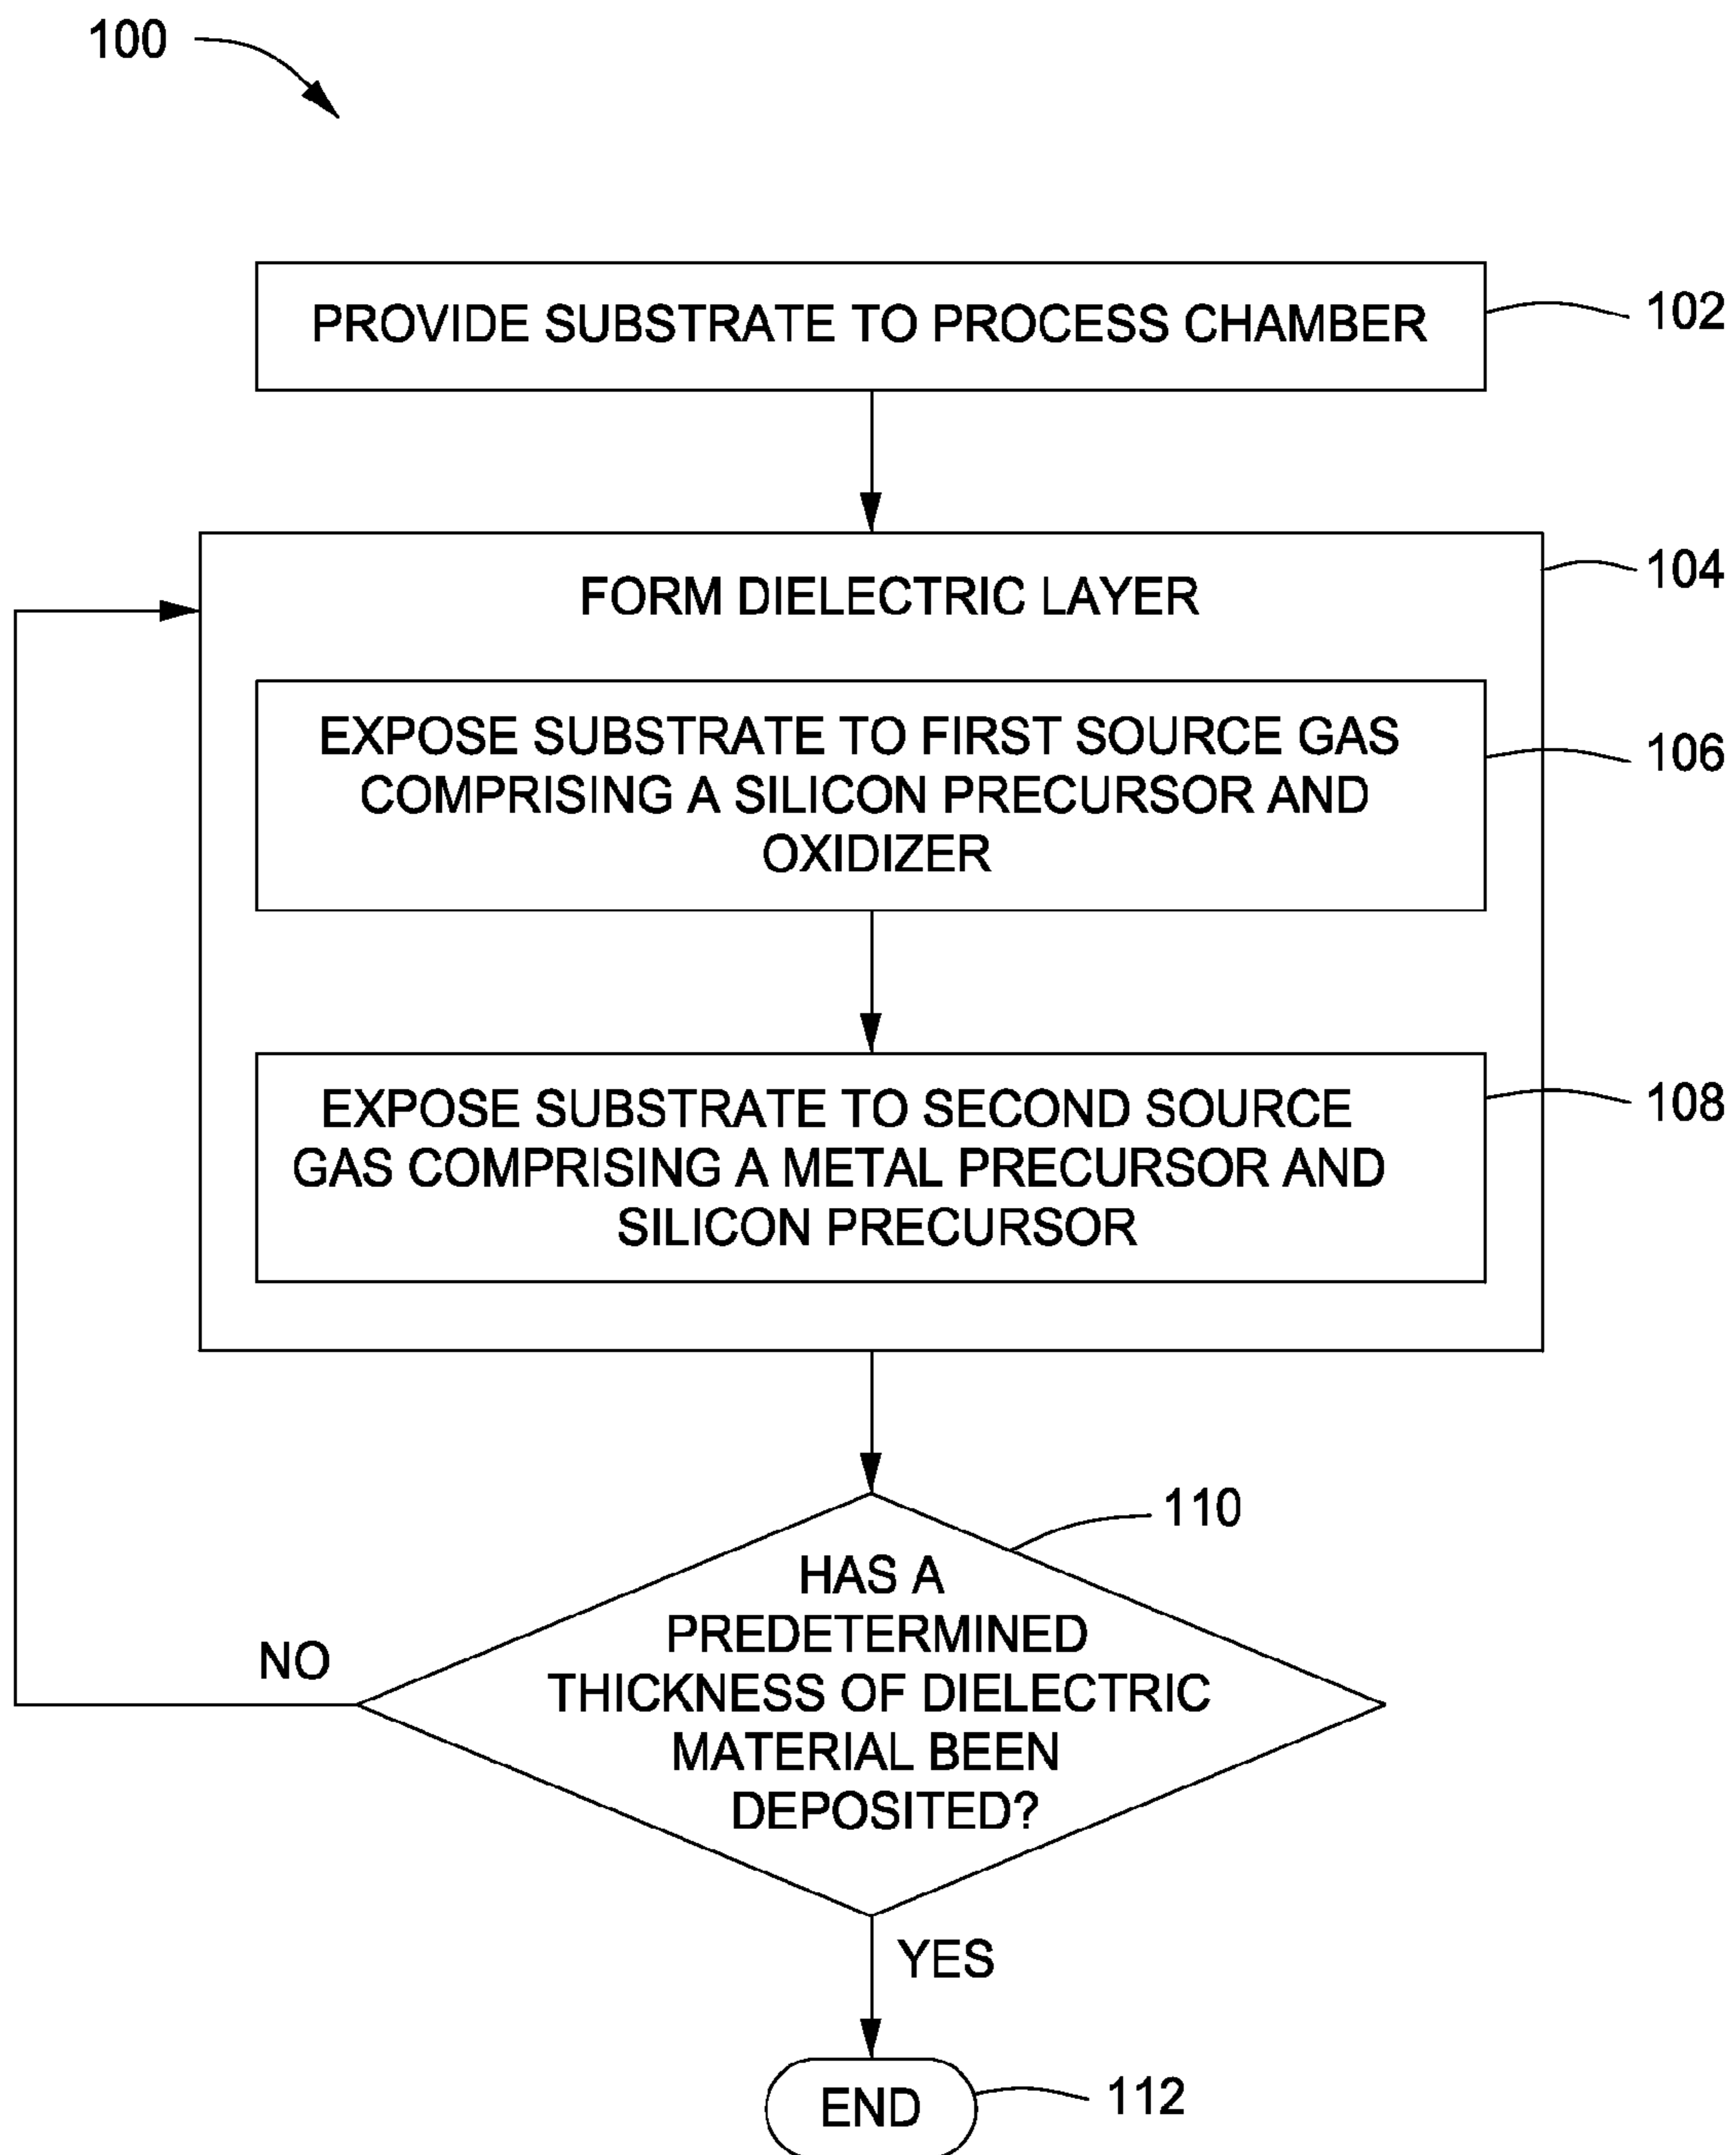 100
PROVIDE SUBSTRATE TO PROCESS CHAMBER
102
FORM DIELECTRIC LAYER
104
EXPOSE SUBSTRATE TO FIRST SOURCE GAS
COMPRISING A SILICON PRECURSOR AND
OXIDIZER
106
EXPOSE SUBSTRATE TO SECOND SOURCE
GAS COMPRISING A METAL PRECURSOR AND
SILICON PRECURSOR
108
110
HAS A
PREDETERMINED
THICKNESS OF DIELECTRIC
MATERIAL BEEN
DEPOSITED?
NO
YES
END
112